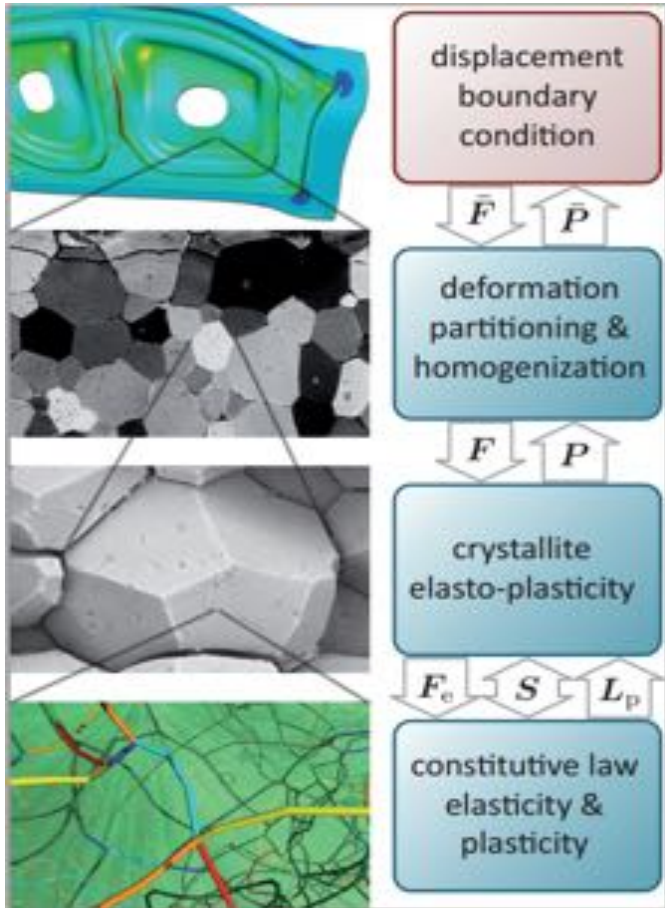 displacement
boundary
condition
F̄ P̄
deformation
partitioning &
homogenization
F P
crystallite
elasto-plasticity
Fe S Lp
constitutive law
elasticity &
plasticity